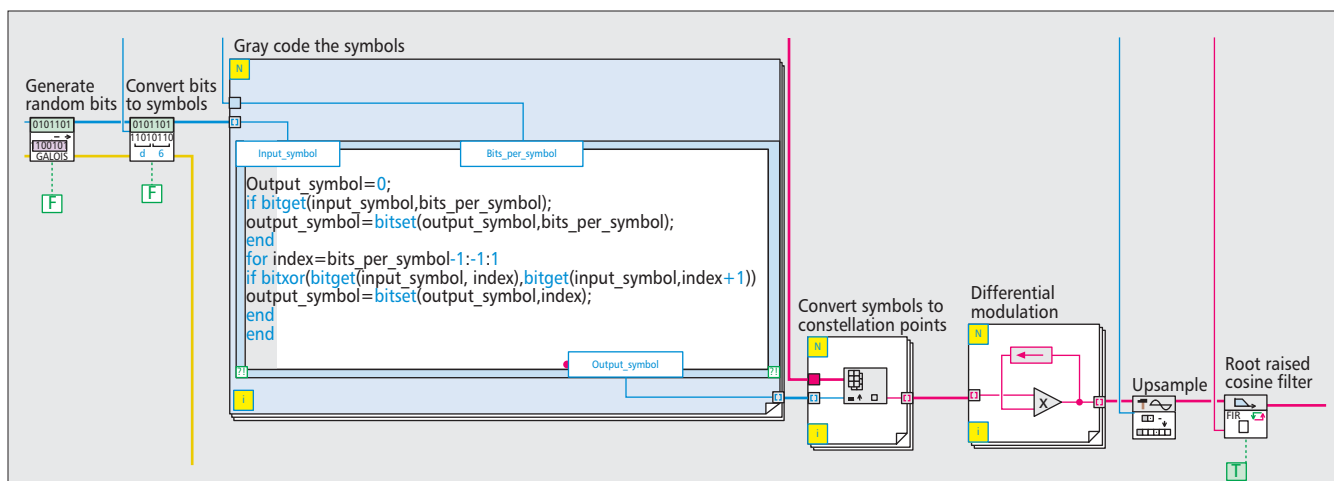 Gray code the symbols
N
Generate
random bits
Convert bits
to symbols
0101101
100101
GALOIS
F
0101101
11010110
d 6
F
Input_symbol
Bits_per_symbol
Output_symbol=0;
if bitget(input_symbol,bits_per_symbol);
output_symbol=bitset(output_symbol,bits_per_symbol);
end
for index=bits_per_symbol-1:-1:1
if bitxor(bitget(input_symbol, index),bitget(input_symbol,index+1))
output_symbol=bitset(output_symbol,index);
end
end
Output_symbol
?!
?!
i
Convert symbols to
constellation points
N
i
Differential
modulation
N
X
i
Upsample
Root raised
cosine filter
FIR
T